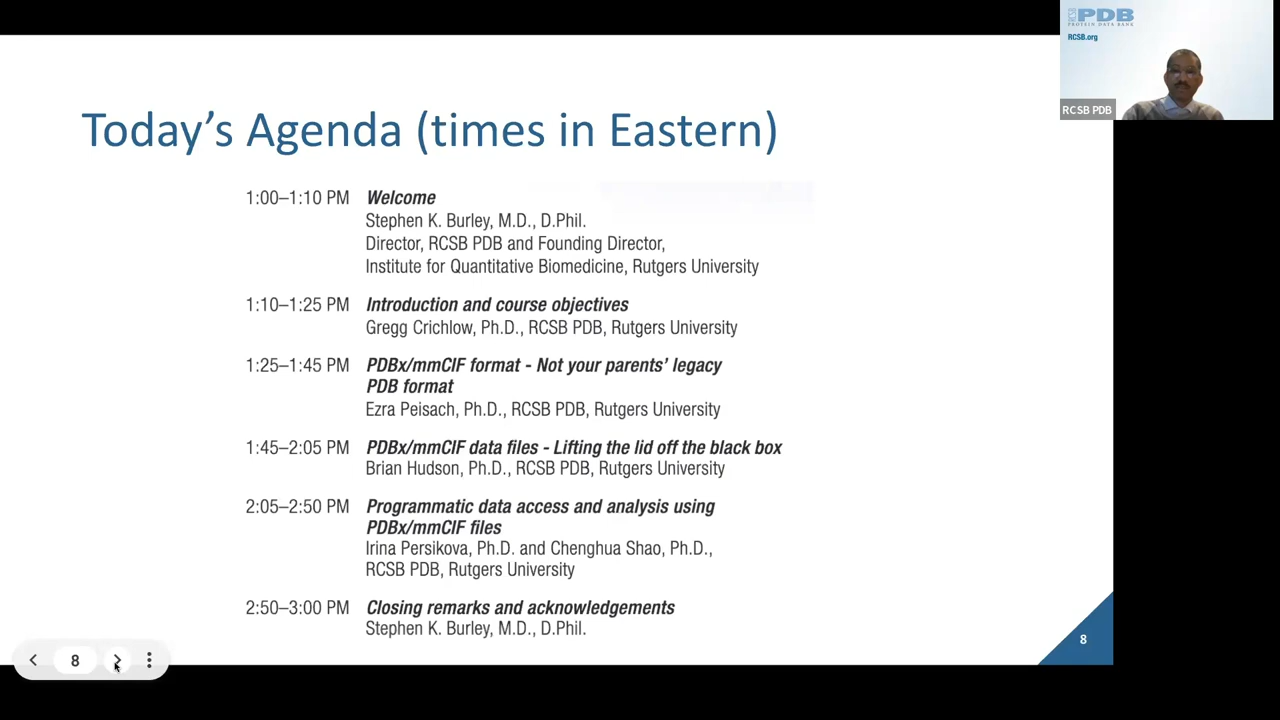 RCSB PDB
PROTEIN DATA BANK
RCSB.org
RCSB PDB
Today's Agenda (times in Eastern)
1:00–1:10 PM Welcome
Stephen K. Burley, M.D., D.Phil.
Director, RCSB PDB and Founding Director,
Institute for Quantitative Biomedicine, Rutgers University
1:10–1:25 PM Introduction and course objectives
Gregg Crichlow, Ph.D., RCSB PDB, Rutgers University
1:25–1:45 PM PDBx/mmCIF format - Not your parents' legacy
PDB format
Ezra Peisach, Ph.D., RCSB PDB, Rutgers University
1:45–2:05 PM PDBx/mmCIF data files - Lifting the lid off the black box
Brian Hudson, Ph.D., RCSB PDB, Rutgers University
2:05–2:50 PM Programmatic data access and analysis using
PDBx/mmCIF files
Irina Persikova, Ph.D. and Chenghua Shao, Ph.D.,
RCSB PDB, Rutgers University
2:50–3:00 PM Closing remarks and acknowledgements
Stephen K. Burley, M.D., D.Phil.
8
8